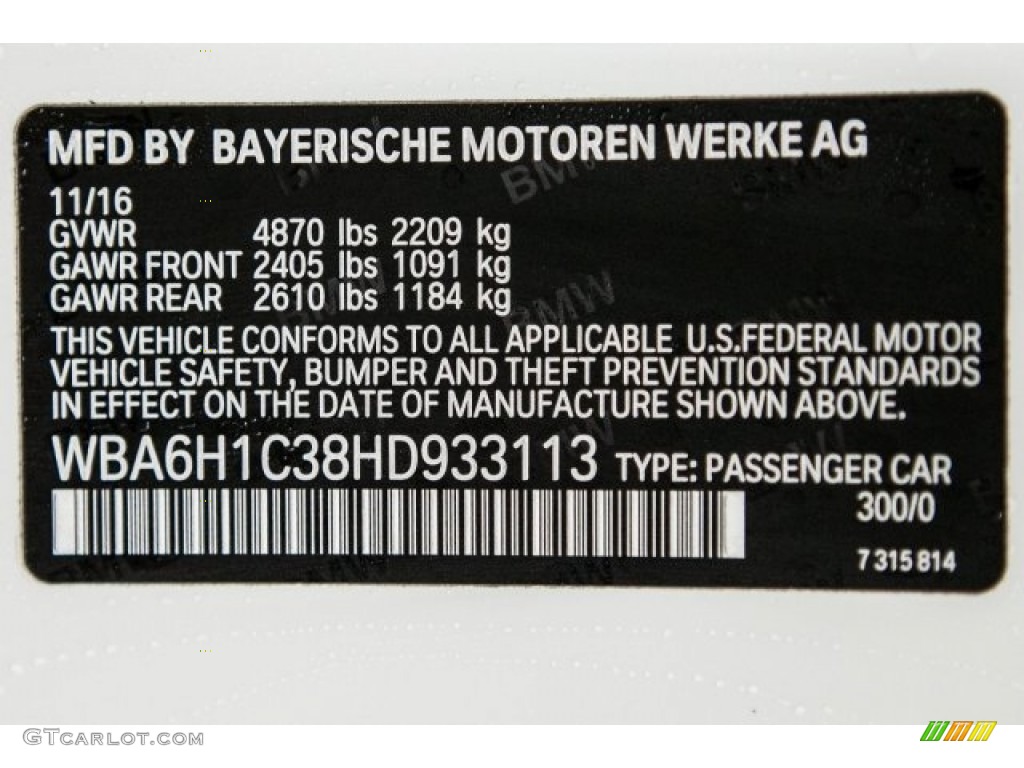 MFD BY BAYERISCHE MOTOREN WERKE AG
11/16
GVWR 4870 lbs 2209 kg
GAWR FRONT 2405 lbs 1091 kg
GAWR REAR 2610 lbs 1184 kg
THIS VEHICLE CONFORMS TO ALL APPLICABLE U.S.FEDERAL MOTOR
VEHICLE SAFETY, BUMPER AND THEFT PREVENTION STANDARDS
IN EFFECT ON THE DATE OF MANUFACTURE SHOWN ABOVE.
WBA6H1C38HD933113 TYPE: PASSENGER CAR
300/0
7315814
GTCARLOT.COM